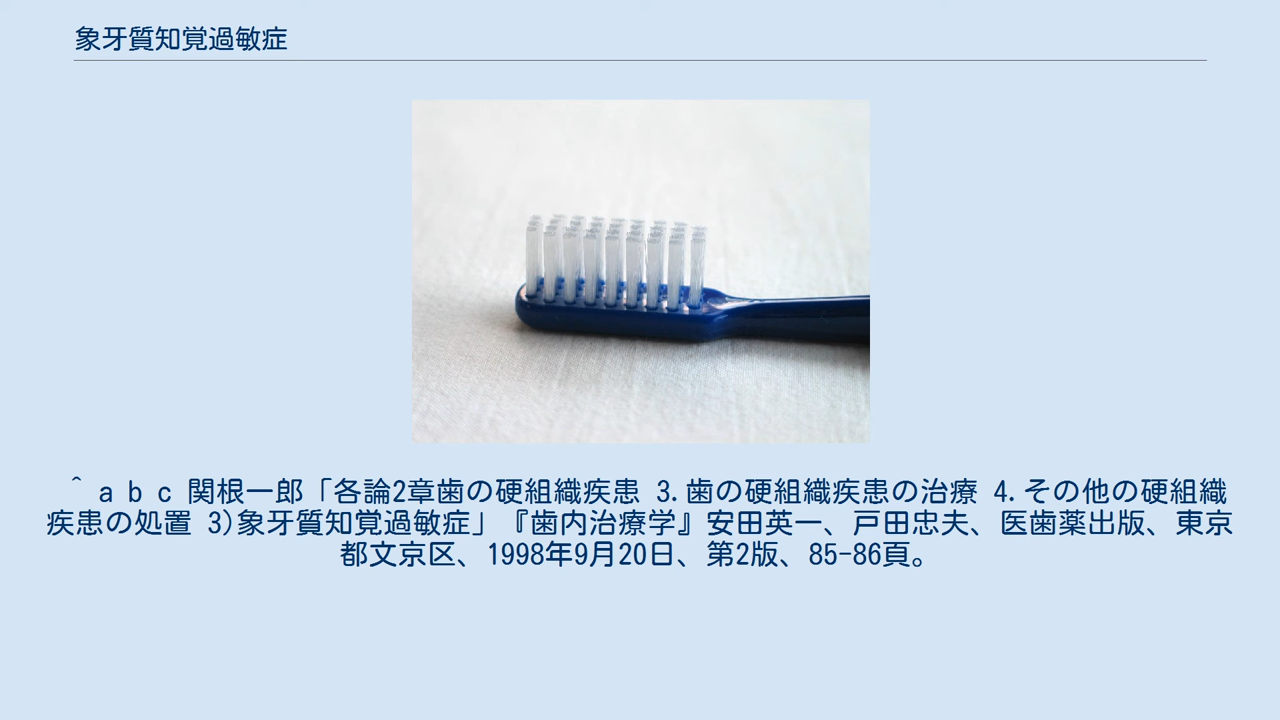 象牙質知覚過敏症
^ a b c 関根一郎「各論2章歯の硬組織疾患 3.歯の硬組織疾患の治療 4.その他の硬組織
疾患の処置 3)象牙質知覚過敏症」『歯内治療学』安田英一、戸田忠夫、医歯薬出版、東京
都文京区、1998年9月20日、第2版、85-86頁。